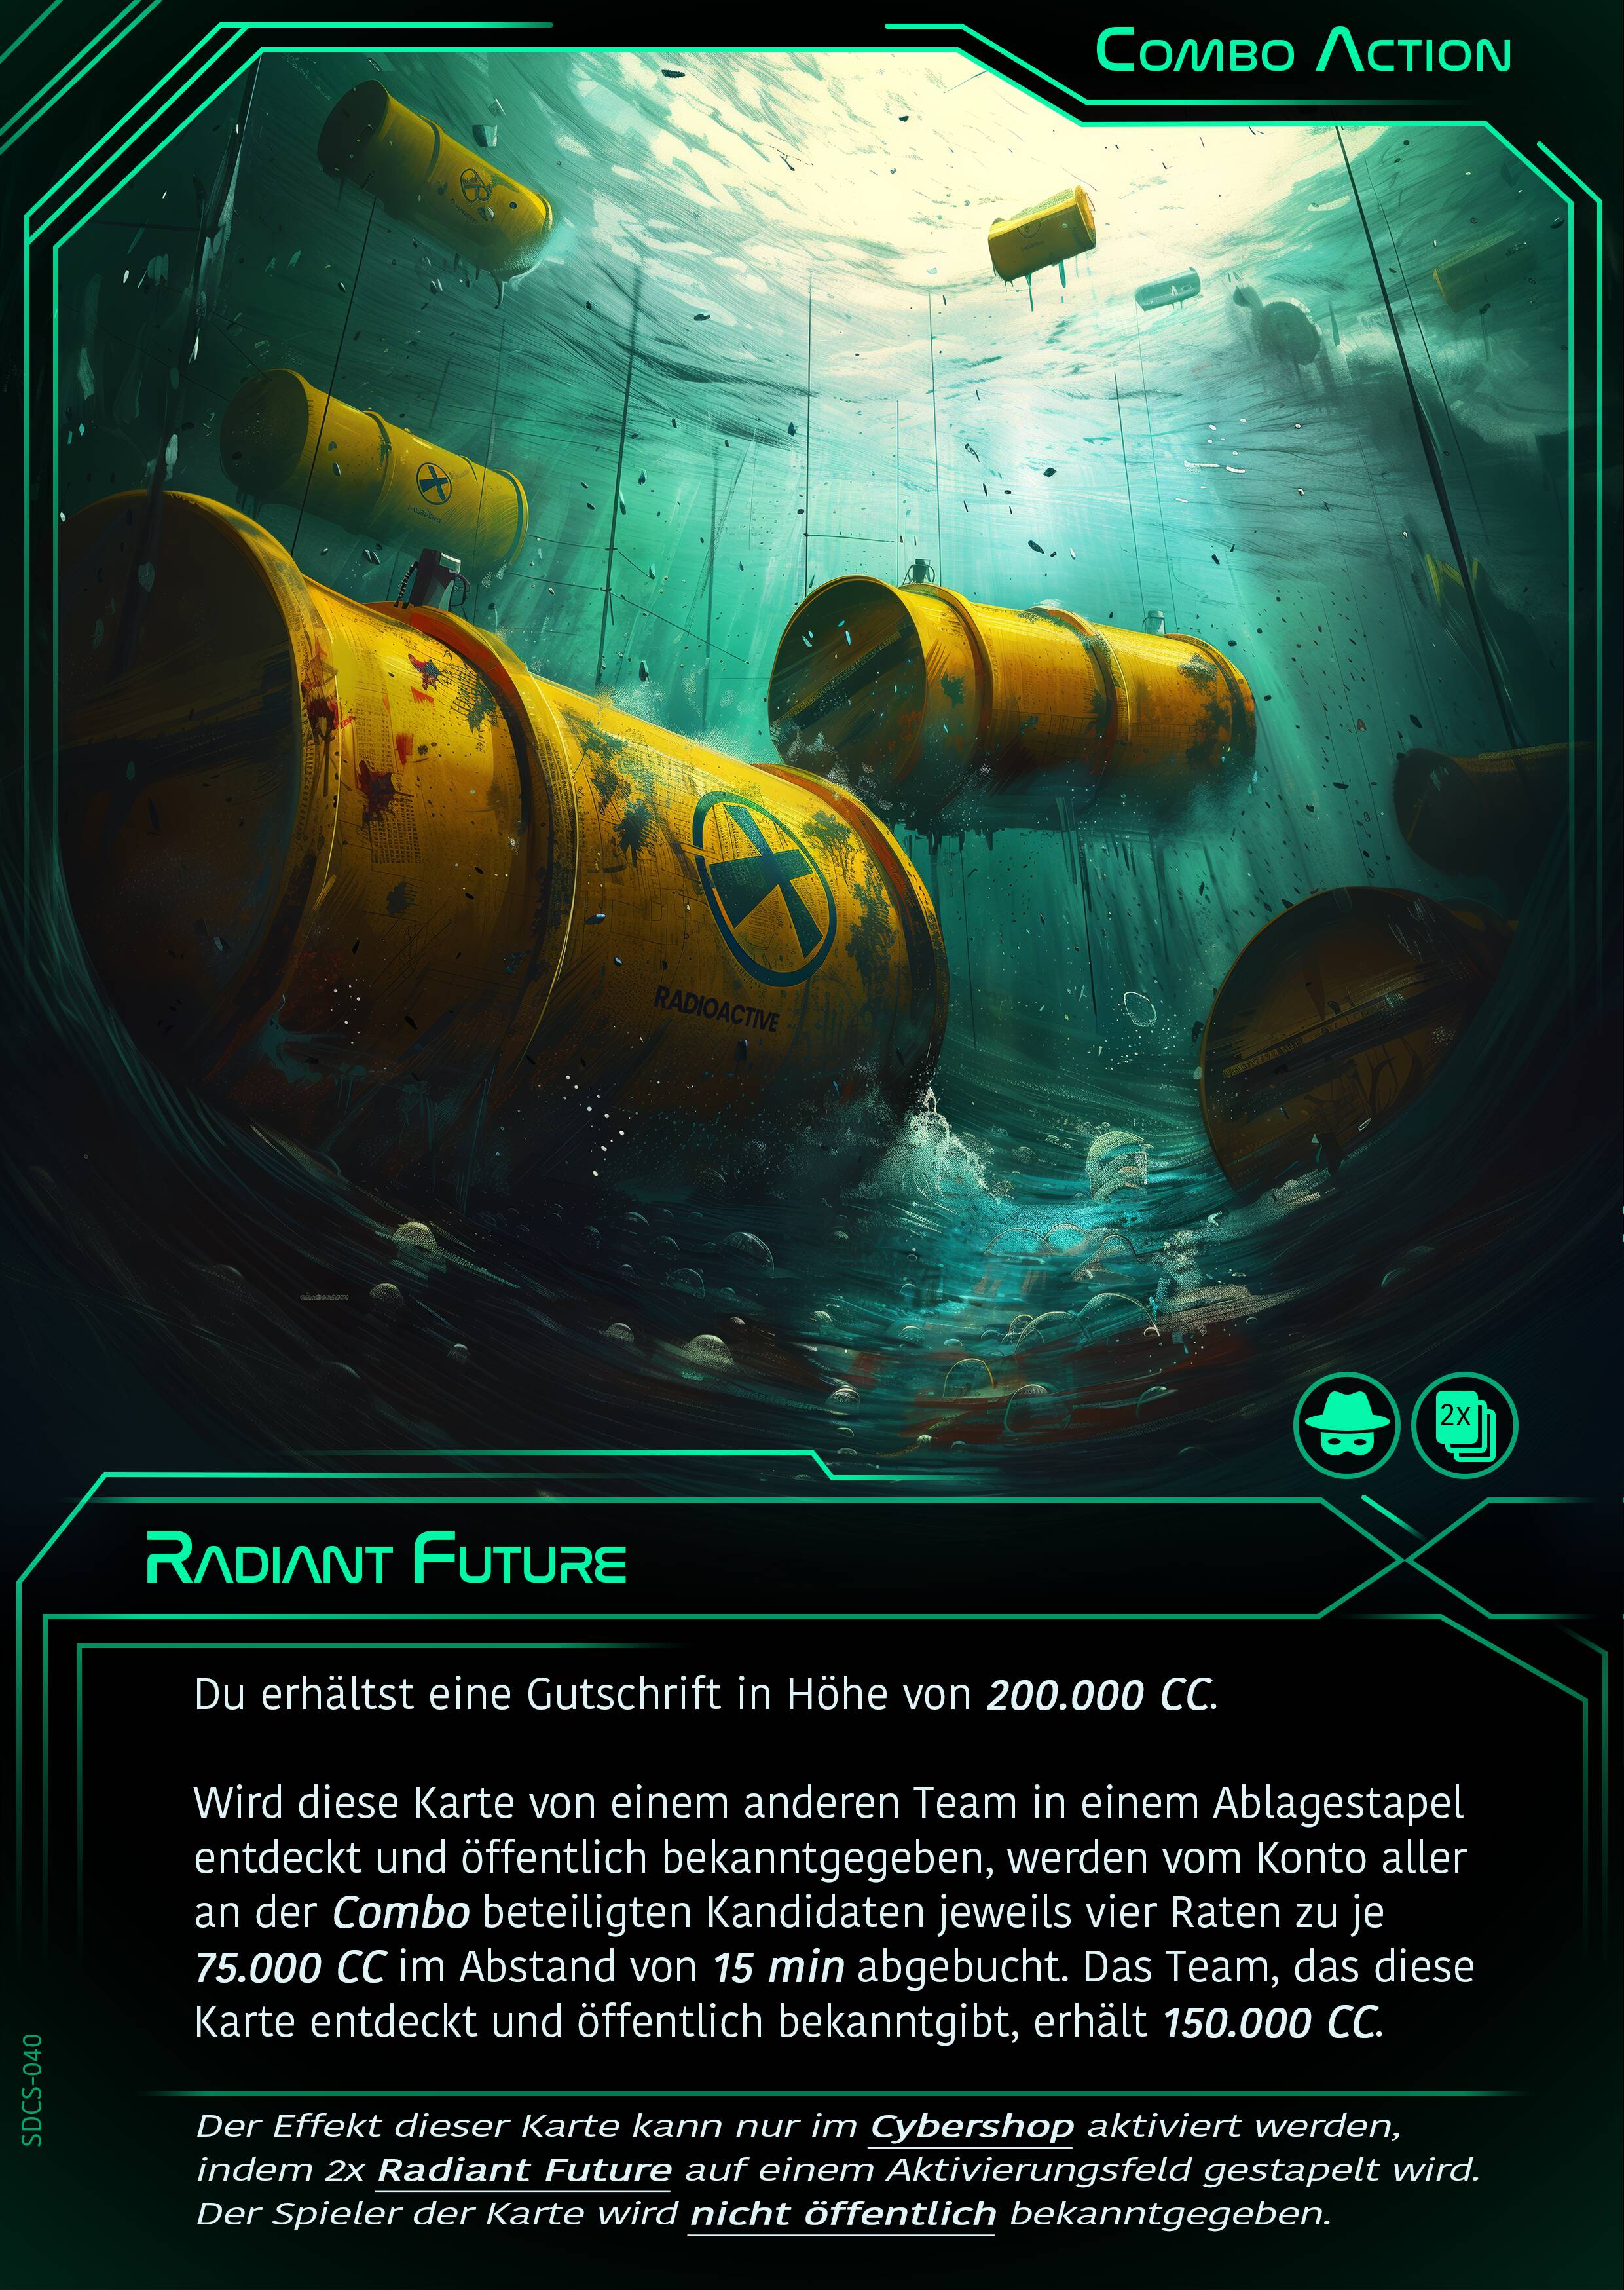 Combo Action
RADIOACTIVE
2x
Radiant Future
Du erhältst eine Gutschrift in Höhe von 200.000 CC.
Wird diese Karte von einem anderen Team in einem Ablagestapel
entdeckt und öffentlich bekanntgegeben, werden vom Konto aller
an der Combo beteiligten Kandidaten jeweils vier Raten zu je
75.000 CC im Abstand von 15 min abgebucht. Das Team, das diese
Karte entdeckt und öffentlich bekanntgibt, erhält 150.000 CC.
SDCS-040
Der Effekt dieser Karte kann nur im Cybershop aktiviert werden,
indem 2x Radiant Future auf einem Aktivierungsfeld gestapelt wird.
Der Spieler der Karte wird nicht öffentlich bekanntgegeben.